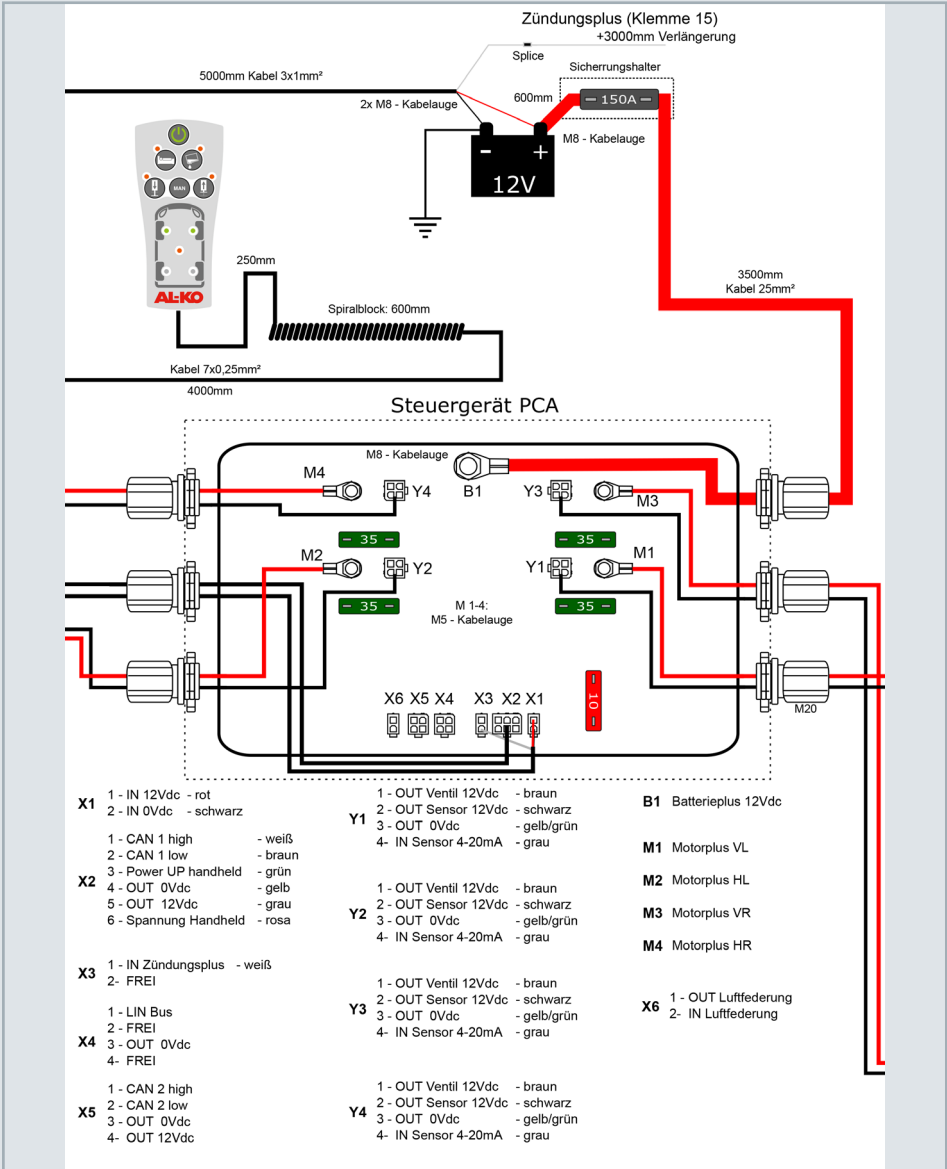 Zündungsplus (Klemme 15)
+3000mm Verlängerung
Splice
Sicherrungshalter
5000mm Kabel 3x1mm²
2x M8 - Kabelauge
600mm
150A
M8 - Kabelauge
- +
12V
MAN
AL-KO
250mm
Spiralblock: 600mm
3500mm
Kabel 25mm²
Kabel 7x0,25mm²
4000mm
Steuergerät PCA
M8 - Kabelauge
M4
Y4
B1
Y3
M3
35
35
M2
Y2
Y1
M1
35
35
M 1-4:
M5 - Kabelauge
10
X6 X5 X4 X3 X2 X1
M20
X1
1 - IN 12Vdc - rot
2 - IN 0Vdc - schwarz
X2
1 - CAN 1 high - weiß
2 - CAN 1 low - braun
3 - Power UP handheld - grün
4 - OUT 0Vdc - gelb
5 - OUT 12Vdc - grau
6 - Spannung Handheld - rosa
X3
1 - IN Zündungsplus - weiß
2- FREI
X4
1 - LIN Bus
2 - FREI
3 - OUT 0Vdc
4- FREI
X5
1 - CAN 2 high
2 - CAN 2 low
3 - OUT 0Vdc
4- OUT 12Vdc
Y1
1 - OUT Ventil 12Vdc - braun
2 - OUT Sensor 12Vdc - schwarz
3 - OUT 0Vdc - gelb/grün
4- IN Sensor 4-20mA - grau
Y2
1 - OUT Ventil 12Vdc - braun
2 - OUT Sensor 12Vdc - schwarz
3 - OUT 0Vdc - gelb/grün
4- IN Sensor 4-20mA - grau
Y3
1 - OUT Ventil 12Vdc - braun
2 - OUT Sensor 12Vdc - schwarz
3 - OUT 0Vdc - gelb/grün
4- IN Sensor 4-20mA - grau
Y4
1 - OUT Ventil 12Vdc - braun
2 - OUT Sensor 12Vdc - schwarz
3 - OUT 0Vdc - gelb/grün
4- IN Sensor 4-20mA - grau
B1 Batterieplus 12Vdc
M1 Motorplus VL
M2 Motorplus HL
M3 Motorplus VR
M4 Motorplus HR
X6
1 - OUT Luftfederung
2- IN Luftfederung